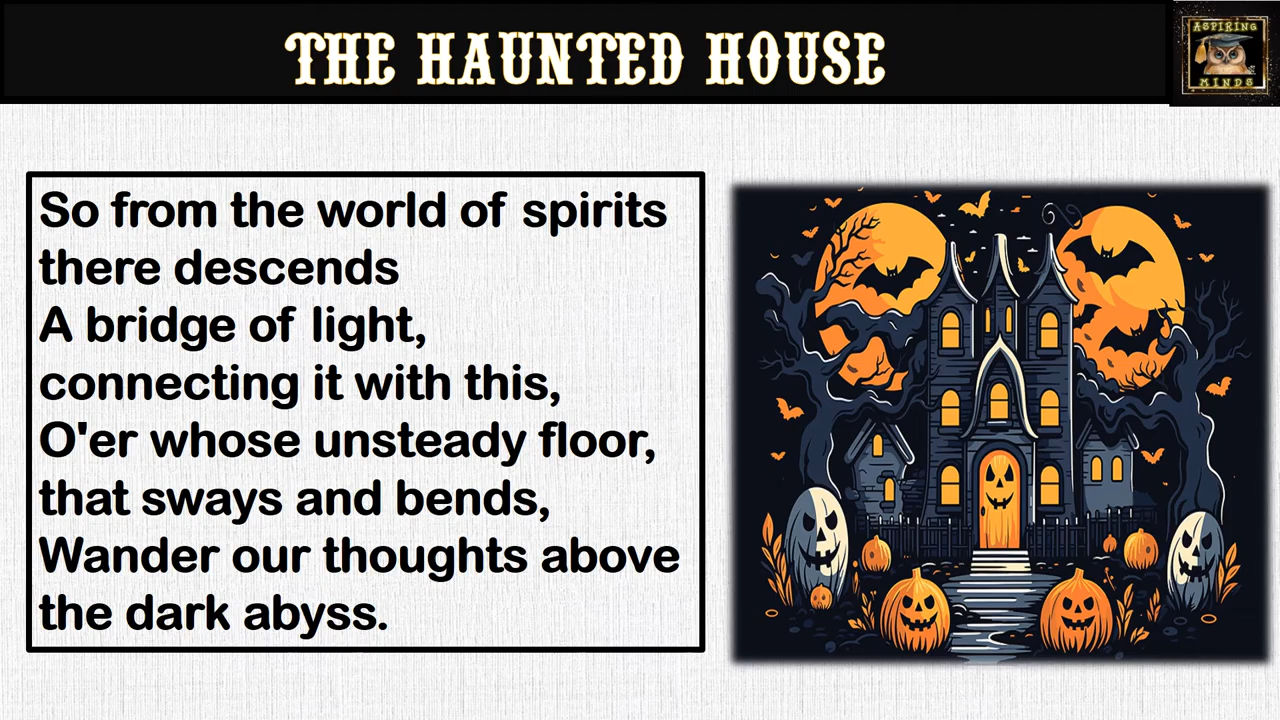 THE HAUNTED HOUSE
ASPIRING
MINDS
So from the world of spirits
there descends
A bridge of light,
connecting it with this,
O'er whose unsteady floor,
that sways and bends,
Wander our thoughts above
the dark abyss.